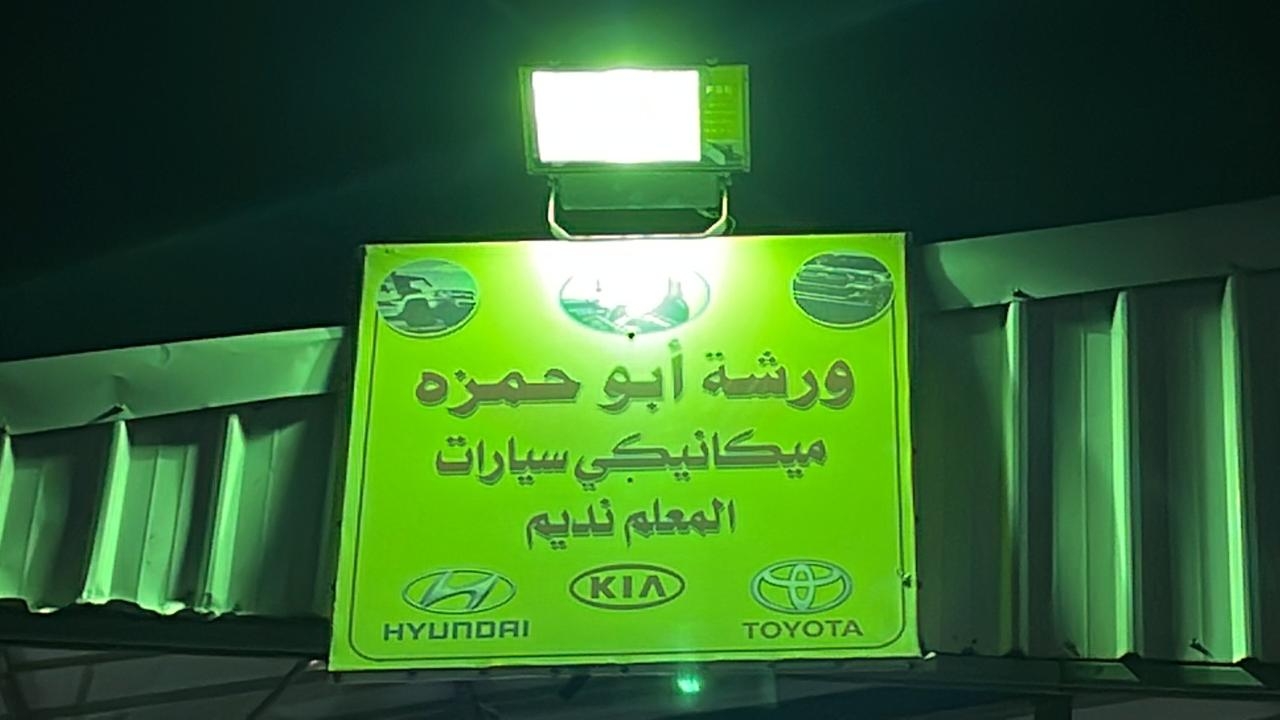 ورشة أبو حمزه
ميكانيكي سيارات
المعلم نديم
HYUNDAI
KIA
TOYOTA